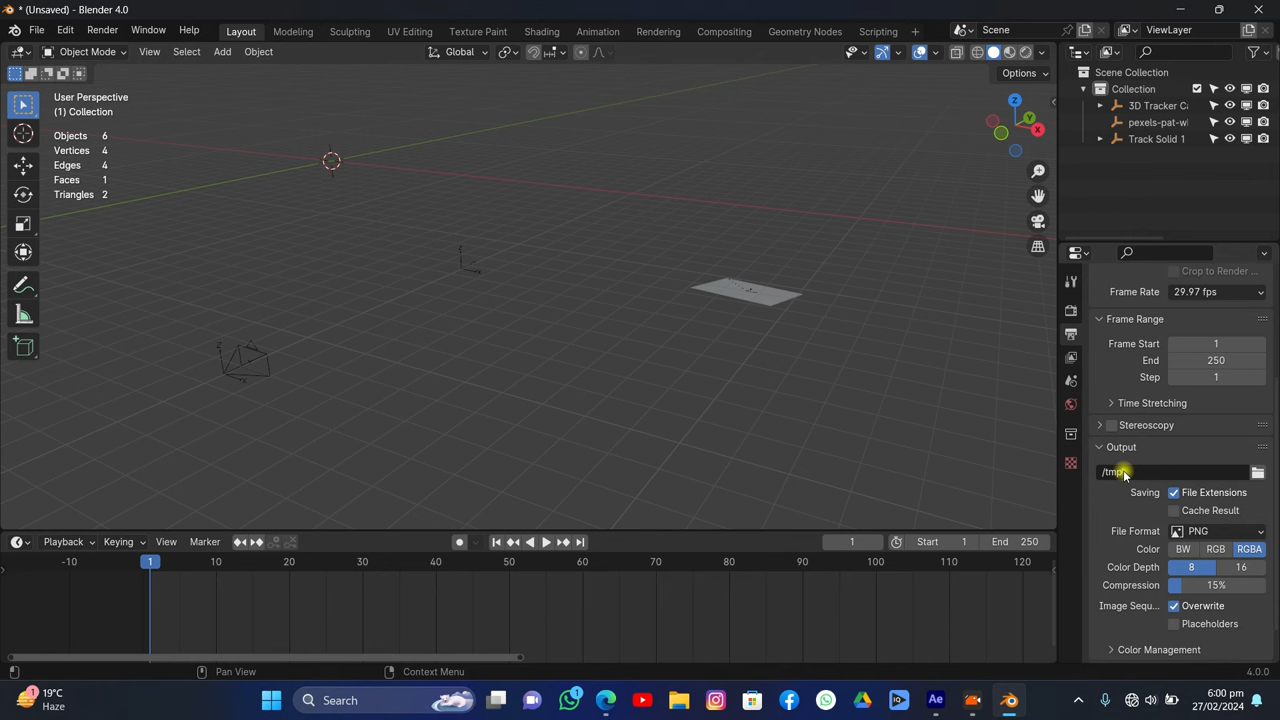 * (Unsaved) - Blender 4.0
File Edit Render Window Help Layout Modeling Sculpting UV Editing Texture Paint Shading Animation Rendering Compositing Geometry Nodes Scripting + Scene ViewLayer
Object Mode View Select Add Object Global
Options
User Perspective
(1) Collection
Objects 6
Vertices 4
Edges 4
Faces 1
Triangles 2
Z
Y
X
Scene Collection
Collection
3D Tracker Ca
pexels-pat-wl
Track Solid 1
Crop to Render ...
Frame Rate 29.97 fps
Frame Range
Frame Start 1
End 250
Step 1
Time Stretching
Stereoscopy
Output
/tmp\
Saving File Extensions
Cache Result
File Format PNG
Color BW RGB RGBA
Color Depth 8 16
Compression 15%
Image Sequ... Overwrite
Placeholders
Color Management
Playback Keying View Marker 1 Start 1 End 250
-10 1 10 20 30 40 50 60 70 80 90 100 110 120
Pan View Context Menu 4.0.0
1 19°C
Haze
Search
1
Ae
6:00 pm
27/02/2024